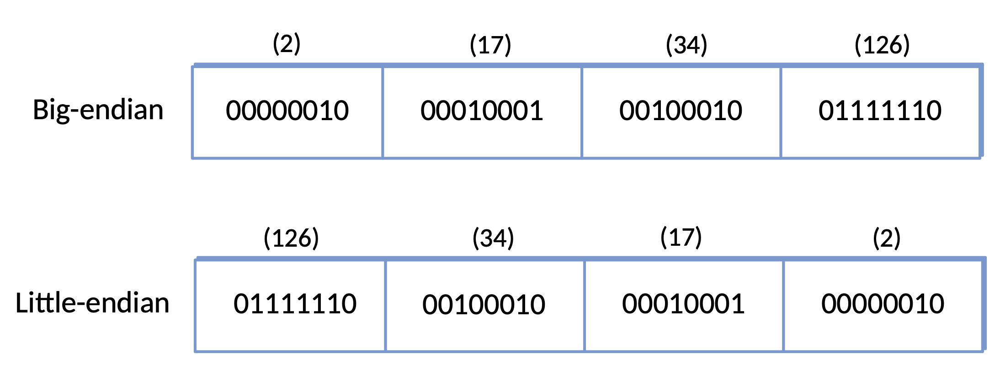 (2) (17) (34) (126)
Big-endian 00000010 00010001 00100010 01111110
(126) (34) (17) (2)
Little-endian 01111110 00100010 00010001 00000010